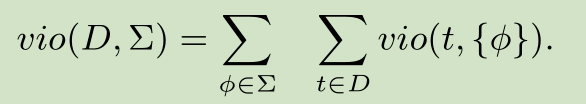 vio(D, Σ) = ∑_{ϕ∈Σ} ∑_{t∈D} vio(t, {ϕ}).